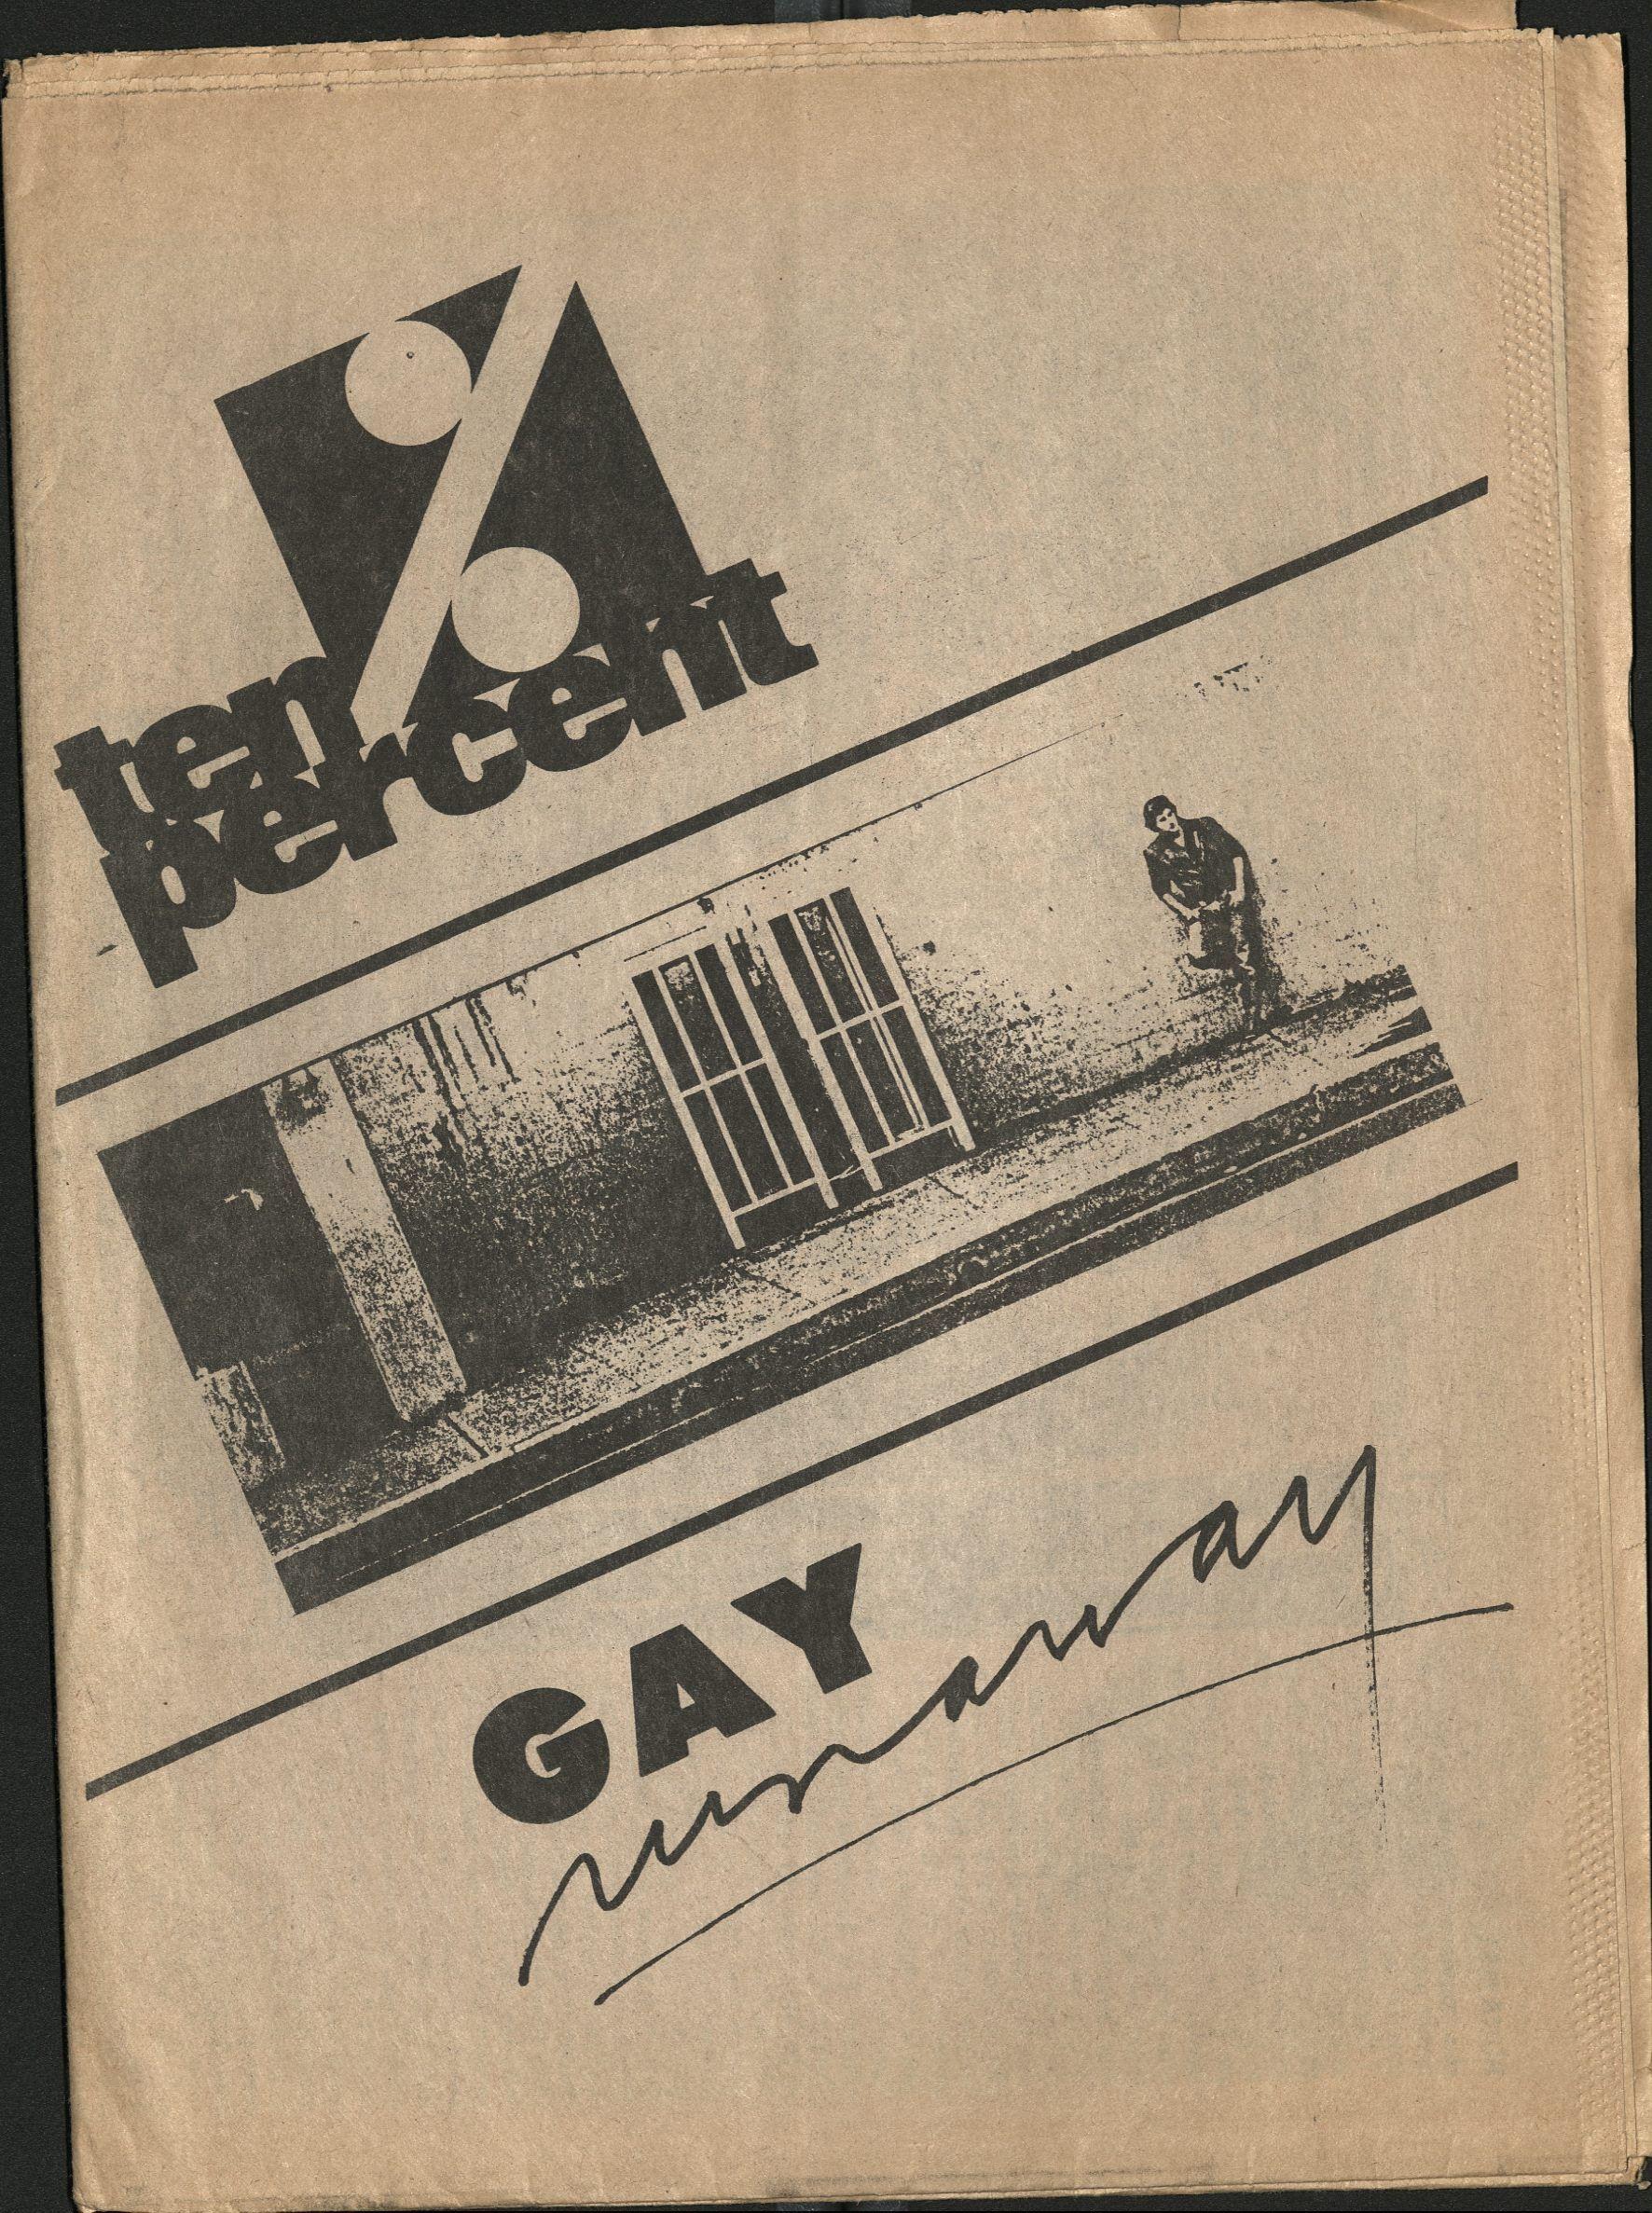 %
ten
percent
GAY
runaway